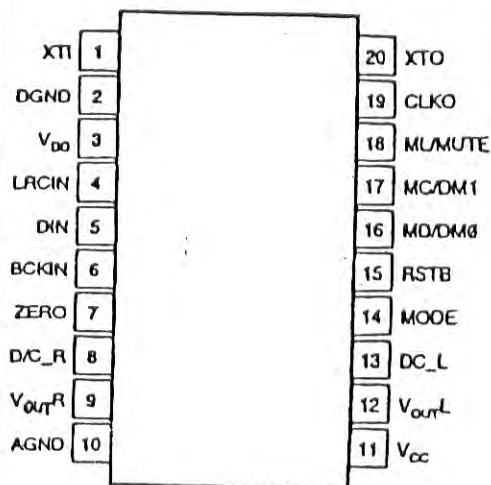 XTI 1
DGND 2
VDD 3
LRCIN 4
DIN 5
BCKIN 6
ZERO 7
D/C_R 8
VOUTR 9
AGND 10
20 XTO
19 CLKO
18 ML/MUTE
17 MC/DM1
16 MD/DM0
15 RSTB
14 MODE
13 DC_L
12 VOUTL
11 VCC